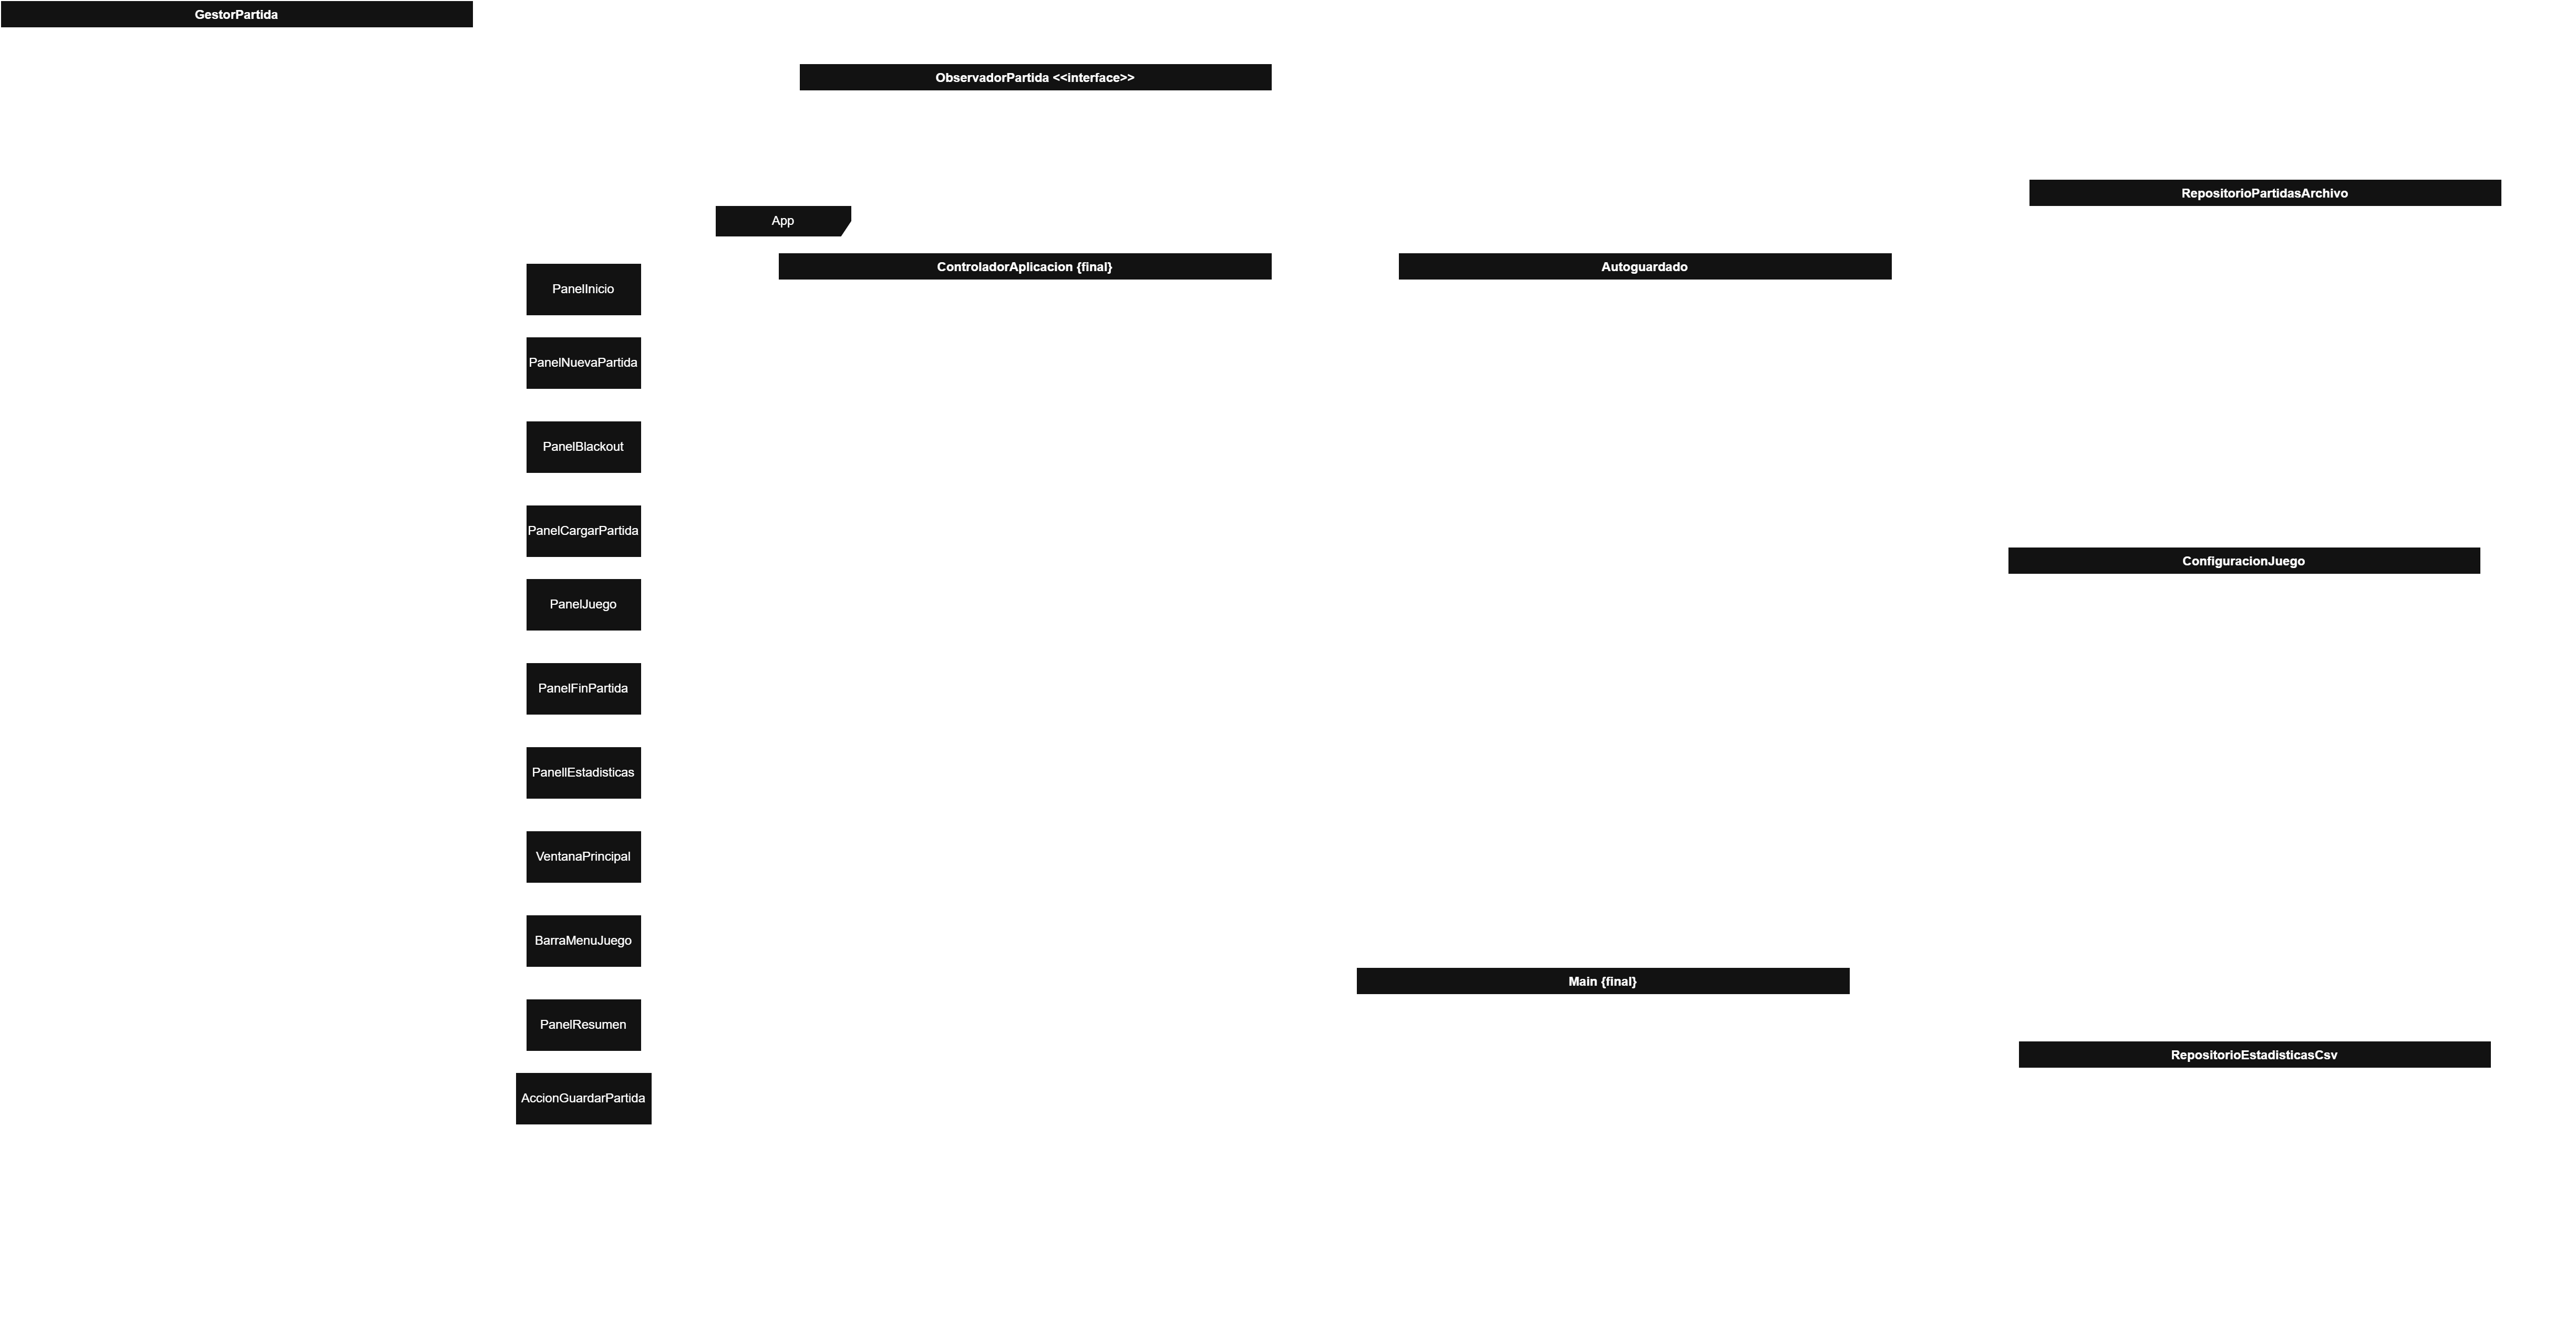 GestorPartida
ObservadorPartida <<interface>>
RepositorioPartidasArchivo
App
ControladorAplicacion {final}
Autoguardado
PanelInicio
PanelNuevaPartida
PanelBlackout
PanelCargarPartida
ConfiguracionJuego
PanelJuego
PanelFinPartida
PanellEstadisticas
VentanaPrincipal
BarraMenuJuego
Main {final}
PanelResumen
RepositorioEstadisticasCsv
AccionGuardarPartida